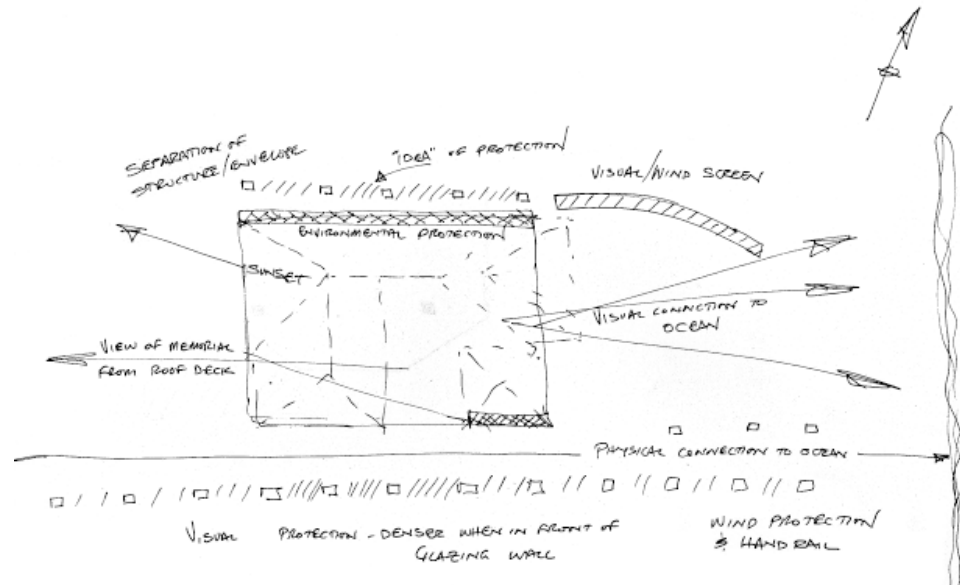 SEPARATION OF
STRUCTURE/ENVELOPE
"IDEA" OF PROTECTION
VISUAL/WIND SCREEN
ENVIRONMENTAL PROTECTION
SUNSET
VISUAL CONNECTION TO
OCEAN
VIEW OF MEMORIAL
FROM ROOF DECK
PHYSICAL CONNECTION TO OCEAN
VISUAL PROTECTION - DENSER WHEN IN FRONT OF
GLAZING WALL
WIND PROTECTION
& HANDRAIL